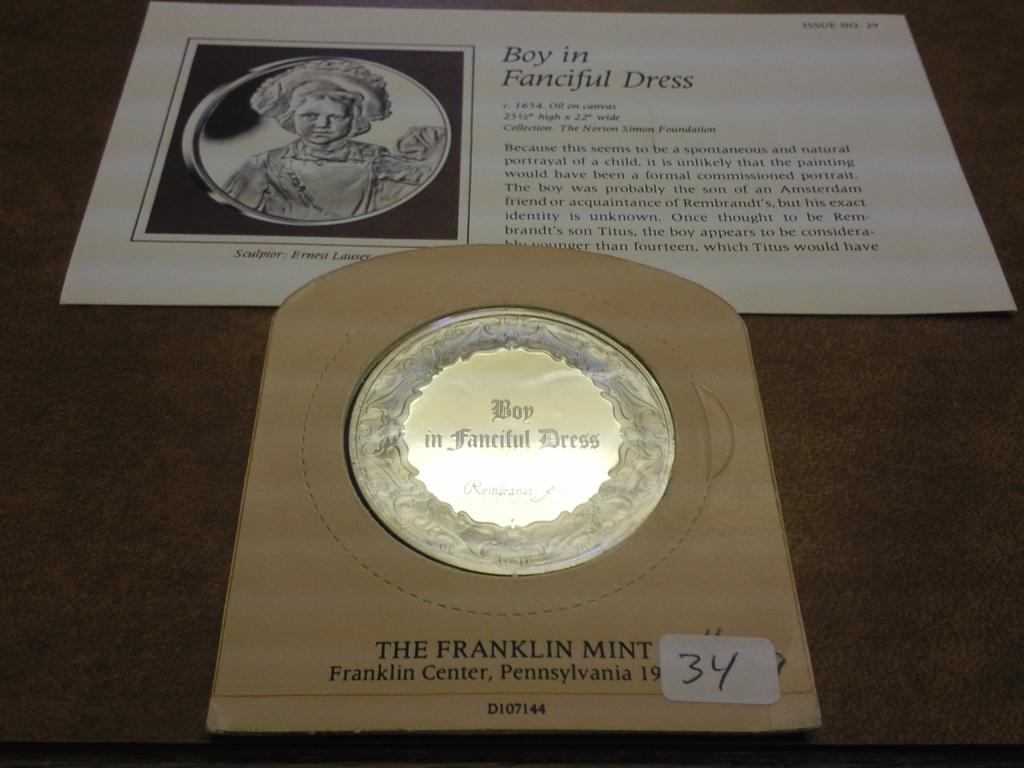 ISSUE NO. 29
Boy in
Fanciful Dress
c. 1654. Oil on canvas
25½" high x 22" wide
Collection: The Norton Simon Foundation
Because this seems to be a spontaneous and natural
portrayal of a child, it is unlikely that the painting
would have been a formal commissioned portrait.
The boy was probably the son of an Amsterdam
friend or acquaintance of Rembrandt's, but his exact
identity is unknown. Once thought to be Rem-
brandt's son Titus, the boy appears to be considera-
bly younger than fourteen, which Titus would have
Sculptor: Ernest Lauser
Boy
in Fanciful Dress
Rembrandt
THE FRANKLIN MINT
Franklin Center, Pennsylvania 19
34
D107144